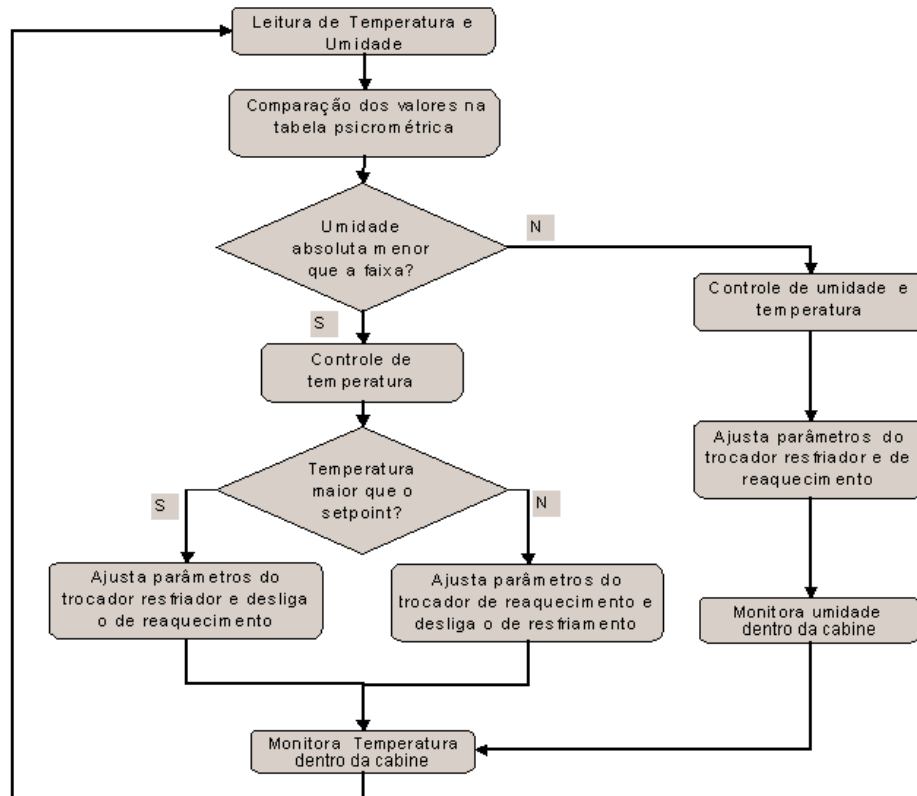 Leitura de Temperatura e
Umidade
Comparação dos valores na
tabela psicrométrica
Umidade
absoluta menor
que a faixa?
N
S
Controle de umidade e
temperatura
Controle de
temperatura
Ajusta parâmetros do
trocador resfriador e de
reaquecimento
Temperatura
maior que o
setpoint?
S
N
Ajusta parâmetros do
trocador resfriador e desliga
o de reaquecimento
Ajusta parâmetros do
trocador de reaquecimento e
desliga o de resfriamento
Monitora umidade
dentro da cabine
Monitora Temperatura
dentro da cabine